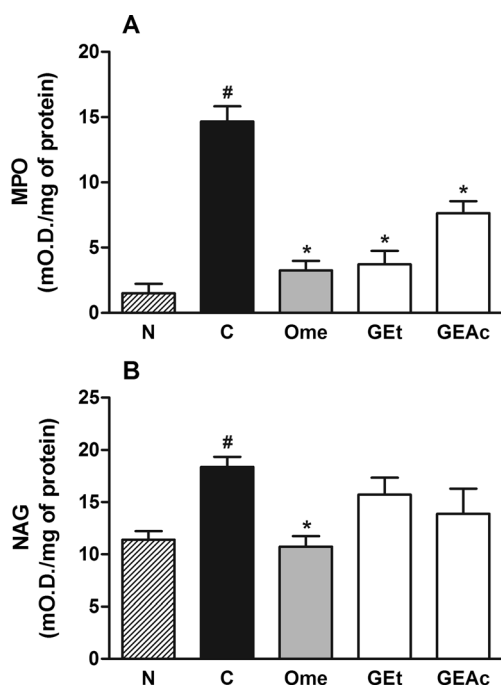 A
MPO
(mO.D./mg of protein)
20
15
10
5
0
#
*
*
*
N C Ome GEt GEAc
B
NAG
(mO.D./mg of protein)
25
20
15
10
5
0
#
*
N C Ome GEt GEAc